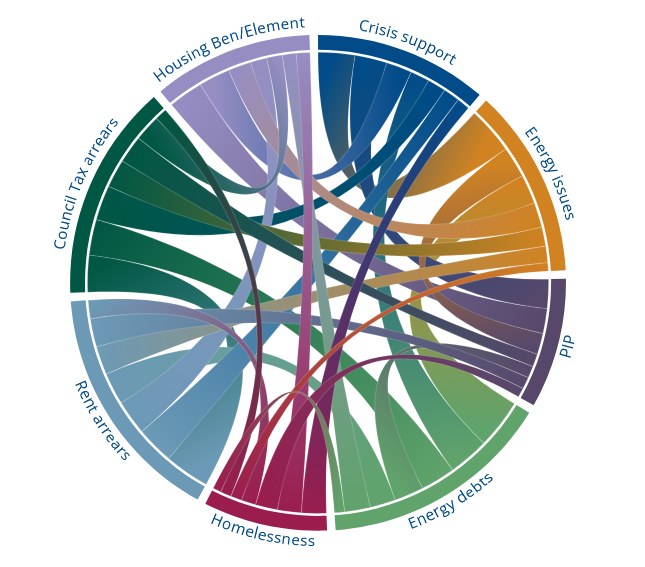 Housing Ben/Element
Crisis support
Energy issues
PIP
Energy debts
Homelessness
Rent arrears
Council Tax arrears